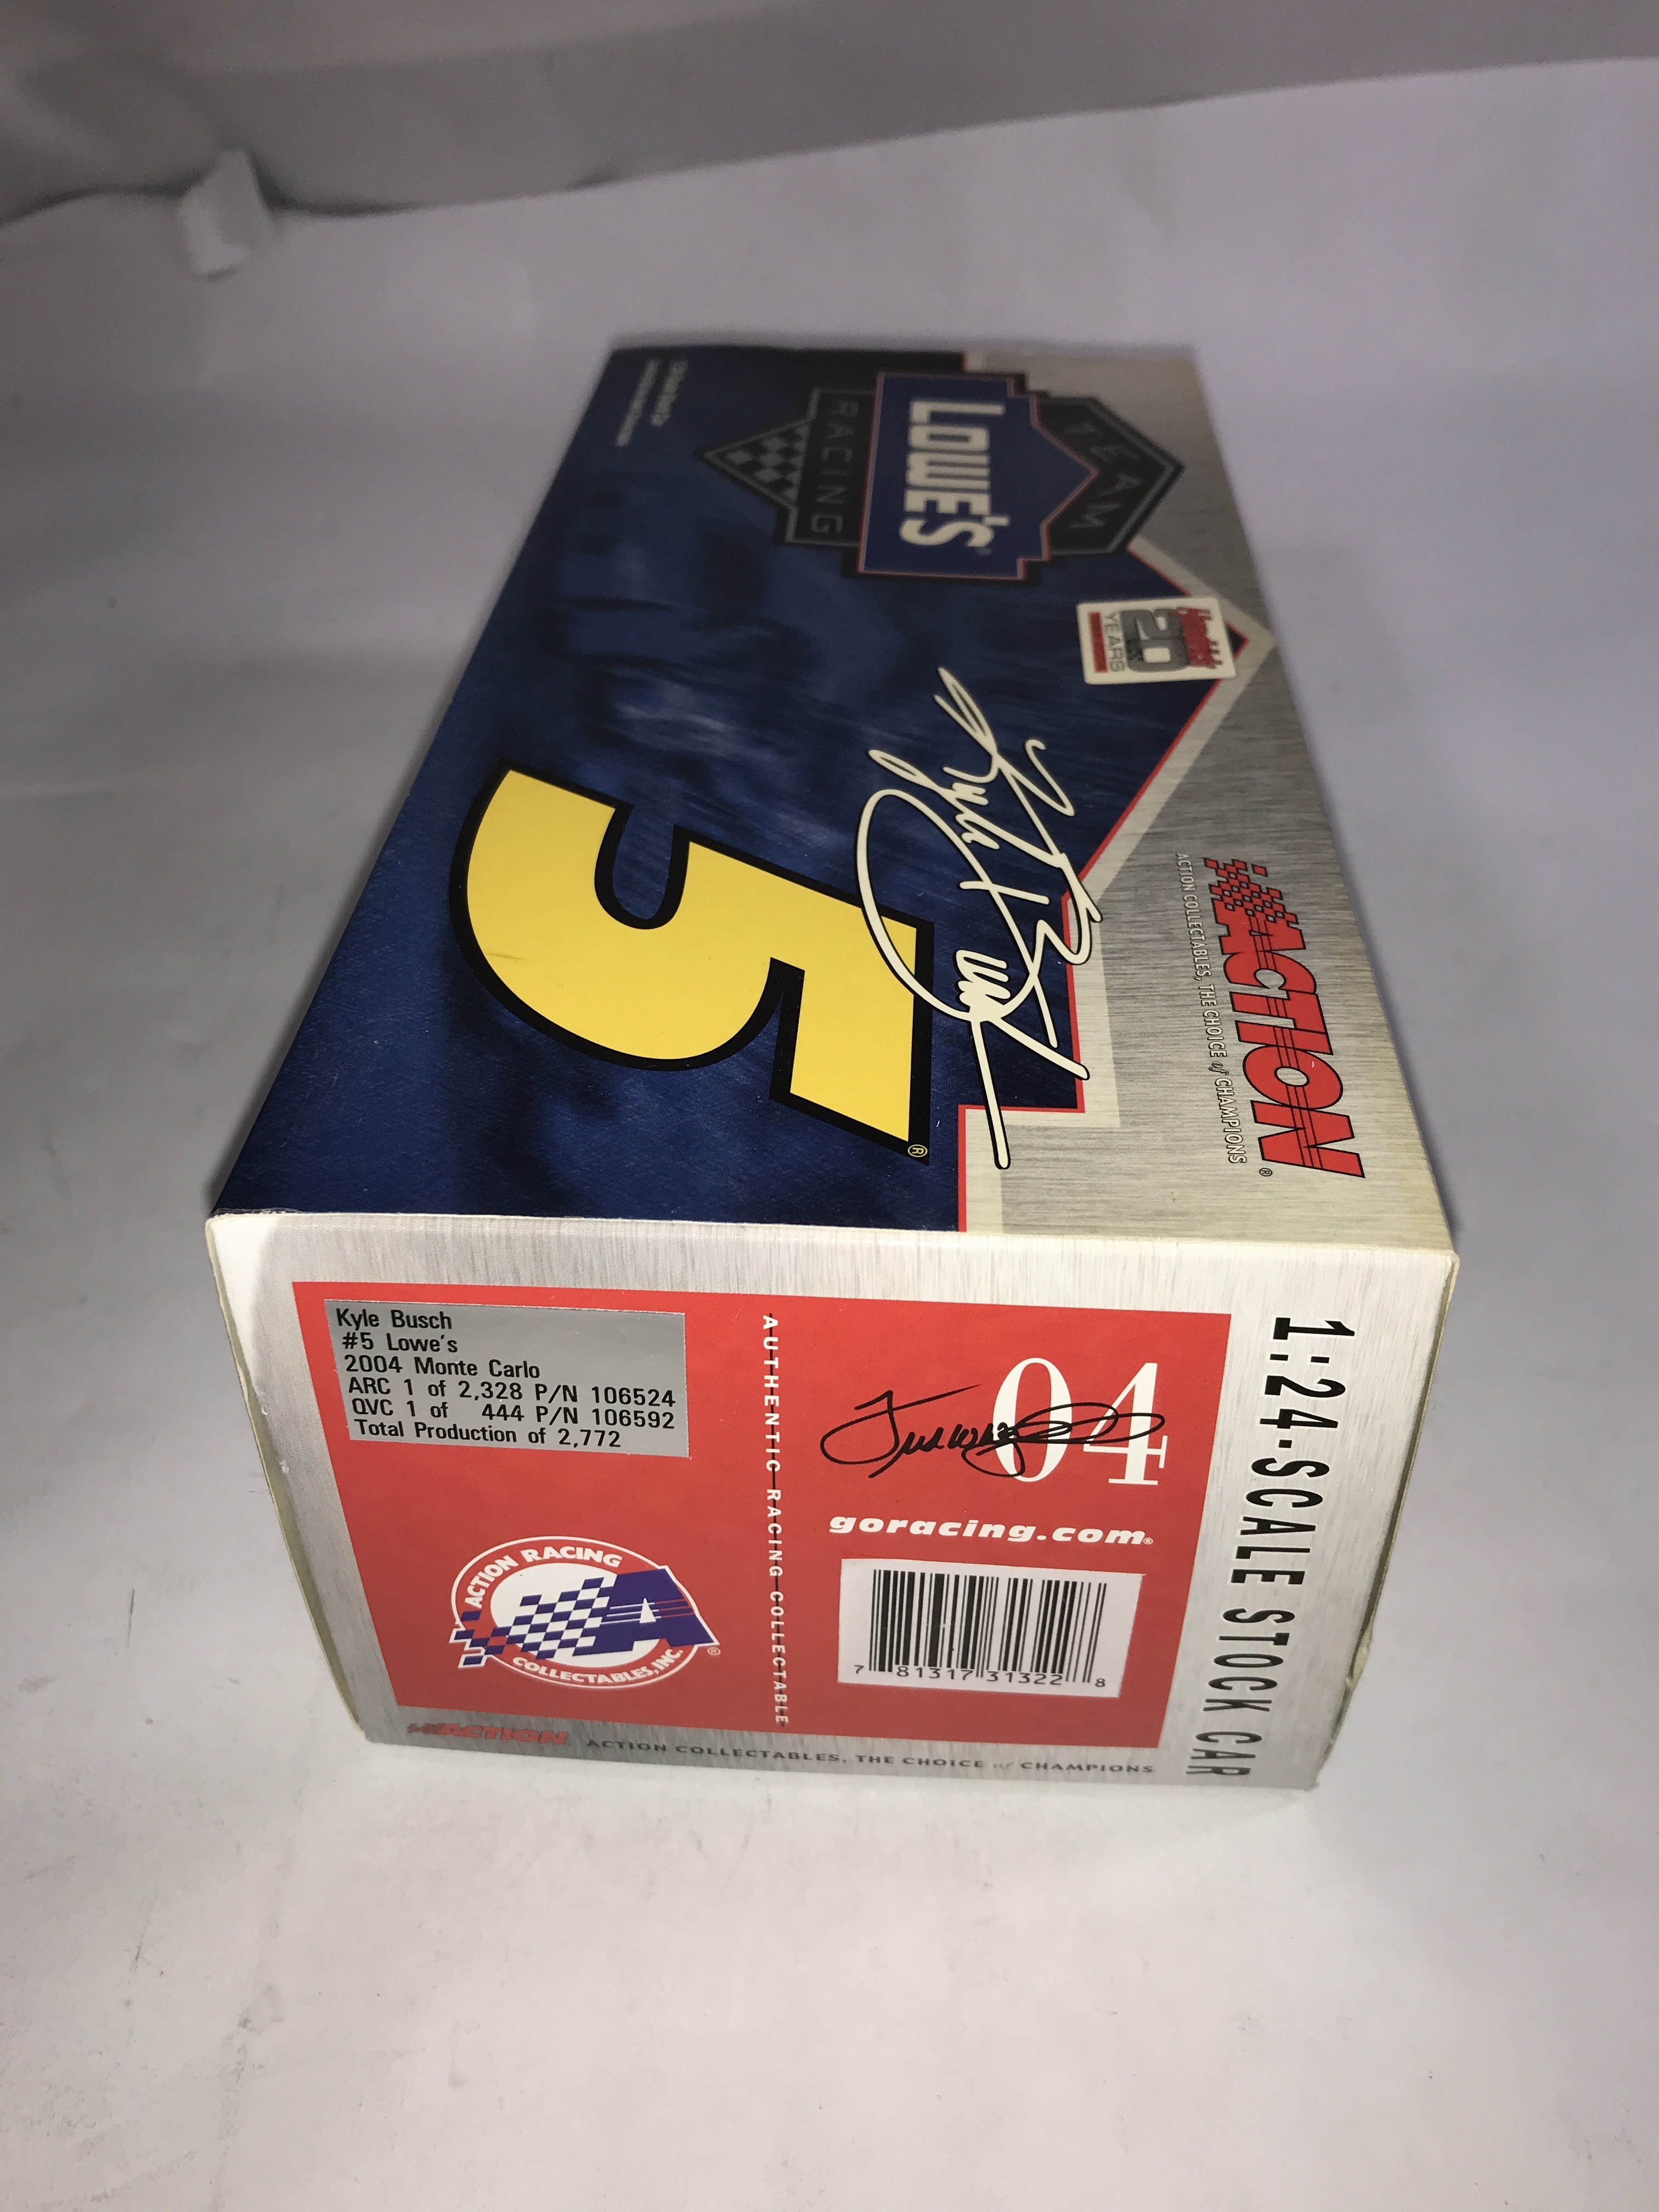 TEAM
LOWE'S
RACING
20
YEARS
Kyle Busch
5®
ACTION®
ACTION COLLECTABLES, THE CHOICE of CHAMPIONS
1:24-SCALE STOCK CAR
04
goracing.com®
7 81317 31322 8
AUTHENTIC RACING COLLECTABLE
Kyle Busch
#5 Lowe's
2004 Monte Carlo
ARC 1 of 2,328 P/N 106524
QVC 1 of 444 P/N 106592
Total Production of 2,772
ACTION RACING
A®
COLLECTABLES, INC.
ACTION ACTION COLLECTABLES, THE CHOICE of CHAMPIONS